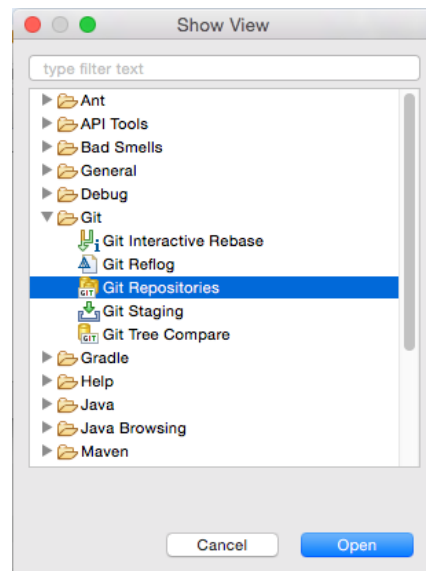 Show View
type filter text
Ant
API Tools
Bad Smells
General
Debug
Git
Git Interactive Rebase
Git Reflog
Git Repositories
Git Staging
Git Tree Compare
Gradle
Help
Java
Java Browsing
Maven
Cancel Open